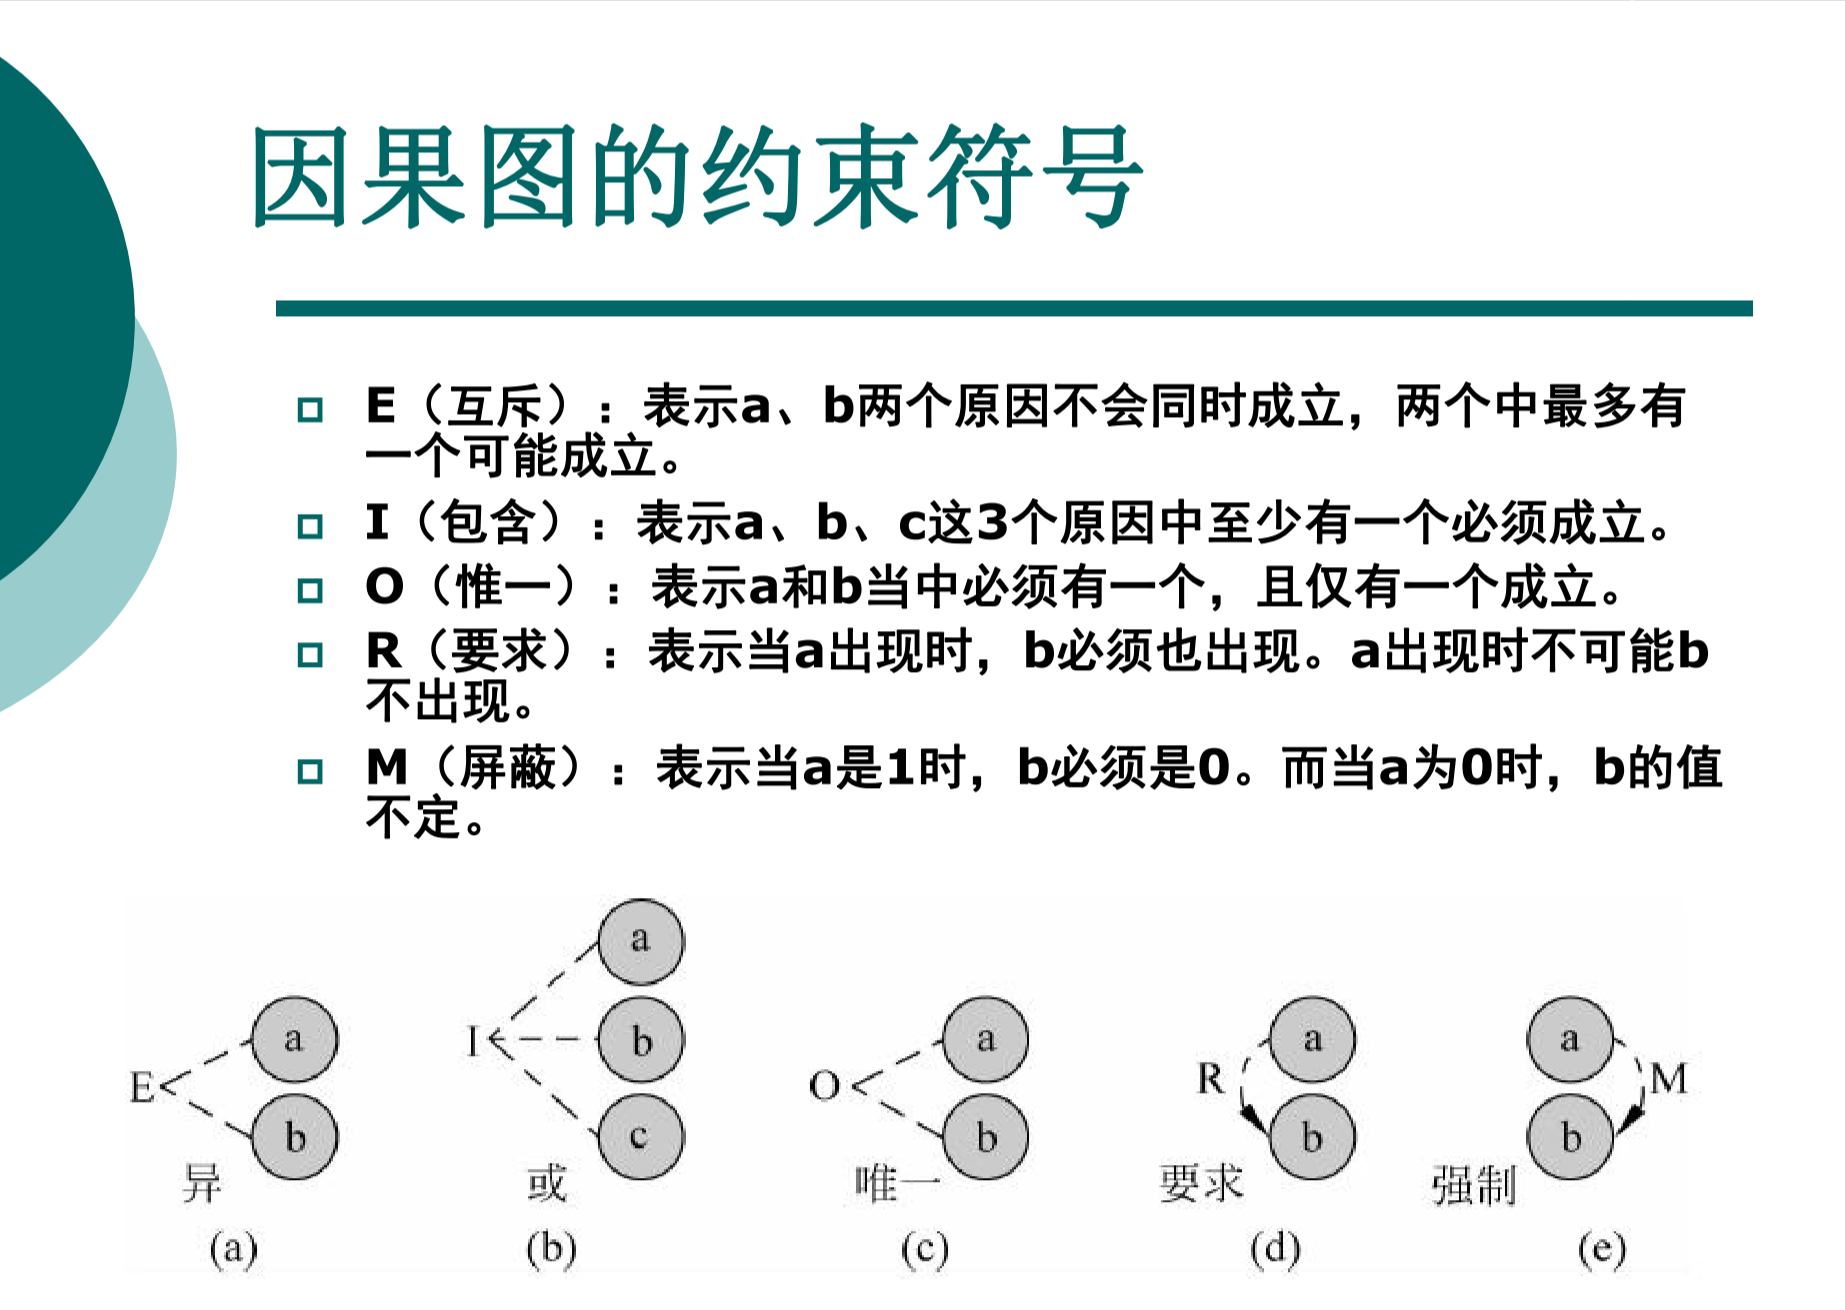 因果图的约束符号
E（互斥）：表示a、b两个原因不会同时成立，两个中最多有
一个可能成立。
I（包含）：表示a、b、c这3个原因中至少有一个必须成立。
O（惟一）：表示a和b当中必须有一个，且仅有一个成立。
R（要求）：表示当a出现时，b必须也出现。a出现时不可能b
不出现。
M（屏蔽）：表示当a是1时，b必须是0。而当a为0时，b的值
不定。
E
a
b
异
(a)
I
a
b
c
或
(b)
O
a
b
唯一
(c)
R
a
b
要求
(d)
a
b
M
强制
(e)